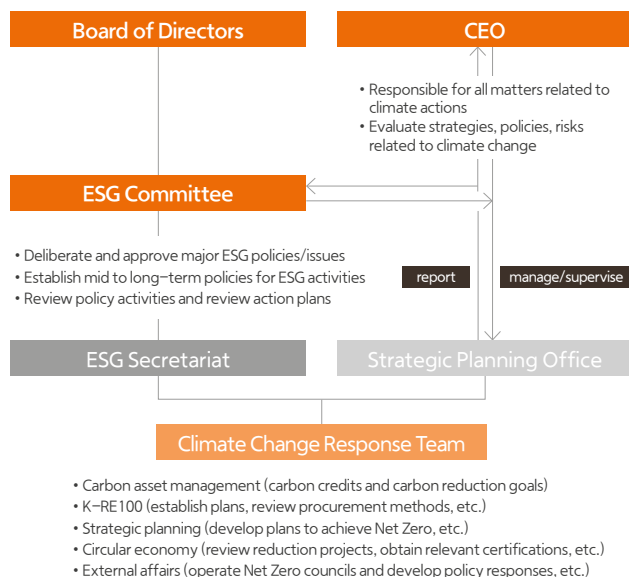 Board of Directors
CEO
• Responsible for all matters related to
climate actions
• Evaluate strategies, policies, risks
related to climate change
ESG Committee
• Deliberate and approve major ESG policies/issues
• Establish mid to long-term policies for ESG activities
• Review policy activities and review action plans
report
manage/supervise
ESG Secretariat
Strategic Planning Office
Climate Change Response Team
• Carbon asset management (carbon credits and carbon reduction goals)
• K-RE100 (establish plans, review procurement methods, etc.)
• Strategic planning (develop plans to achieve Net Zero, etc.)
• Circular economy (review reduction projects, obtain relevant certifications, etc.)
• External affairs (operate Net Zero councils and develop policy responses, etc.)